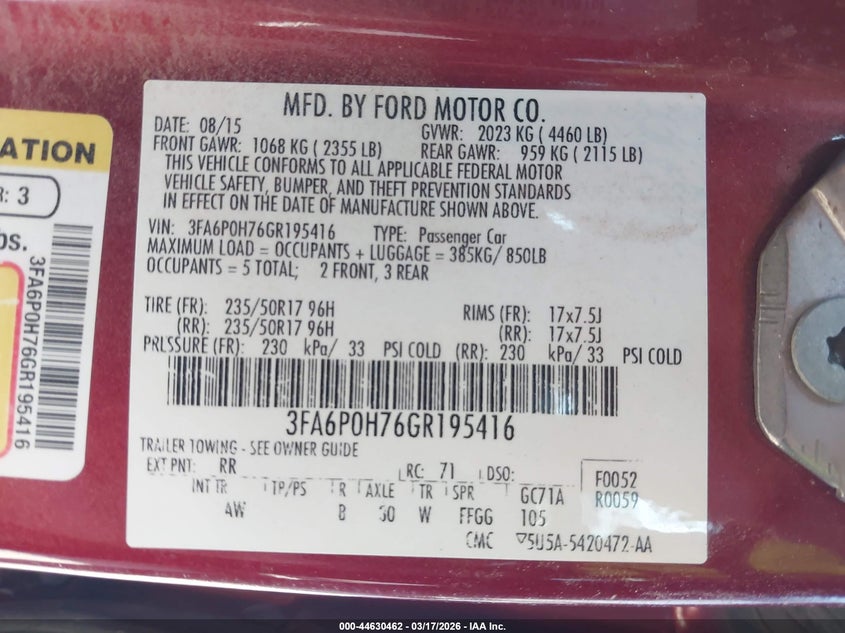 ATION
R: 3
bs.
3FA6P0H76GR195416
MFD. BY FORD MOTOR CO.
DATE: 08/15 GVWR: 2023 KG ( 4460 LB)
FRONT GAWR: 1068 KG ( 2355 LB) REAR GAWR: 959 KG ( 2115 LB)
THIS VEHICLE CONFORMS TO ALL APPLICABLE FEDERAL MOTOR
VEHICLE SAFETY, BUMPER, AND THEFT PREVENTION STANDARDS
IN EFFECT ON THE DATE OF MANUFACTURE SHOWN ABOVE.
VIN: 3FA6P0H76GR195416 TYPE: Passenger Car
MAXIMUM LOAD = OCCUPANTS + LUGGAGE = 385KG/ 850LB
OCCUPANTS = 5 TOTAL; 2 FRONT, 3 REAR
TIRE (FR): 235/50R17 96H RIMS (FR): 17x7.5J
(RR): 235/50R17 96H (RR): 17x7.5J
PRESSURE (FR): 230 kPa/ 33 PSI COLD (RR): 230 kPa/ 33 PSI COLD
3FA6P0H76GR195416
TRAILER TOWING - SEE OWNER GUIDE
EXT PNT: RR RC: 71 DSO: F0052
INT TR TP/PS R AXLE TR SPR GC71A R0059
AW B 50 W FFGG 105
CMC 5U5A-5420472-AA
000-44630462 - 03/17/2026 - IAA Inc.